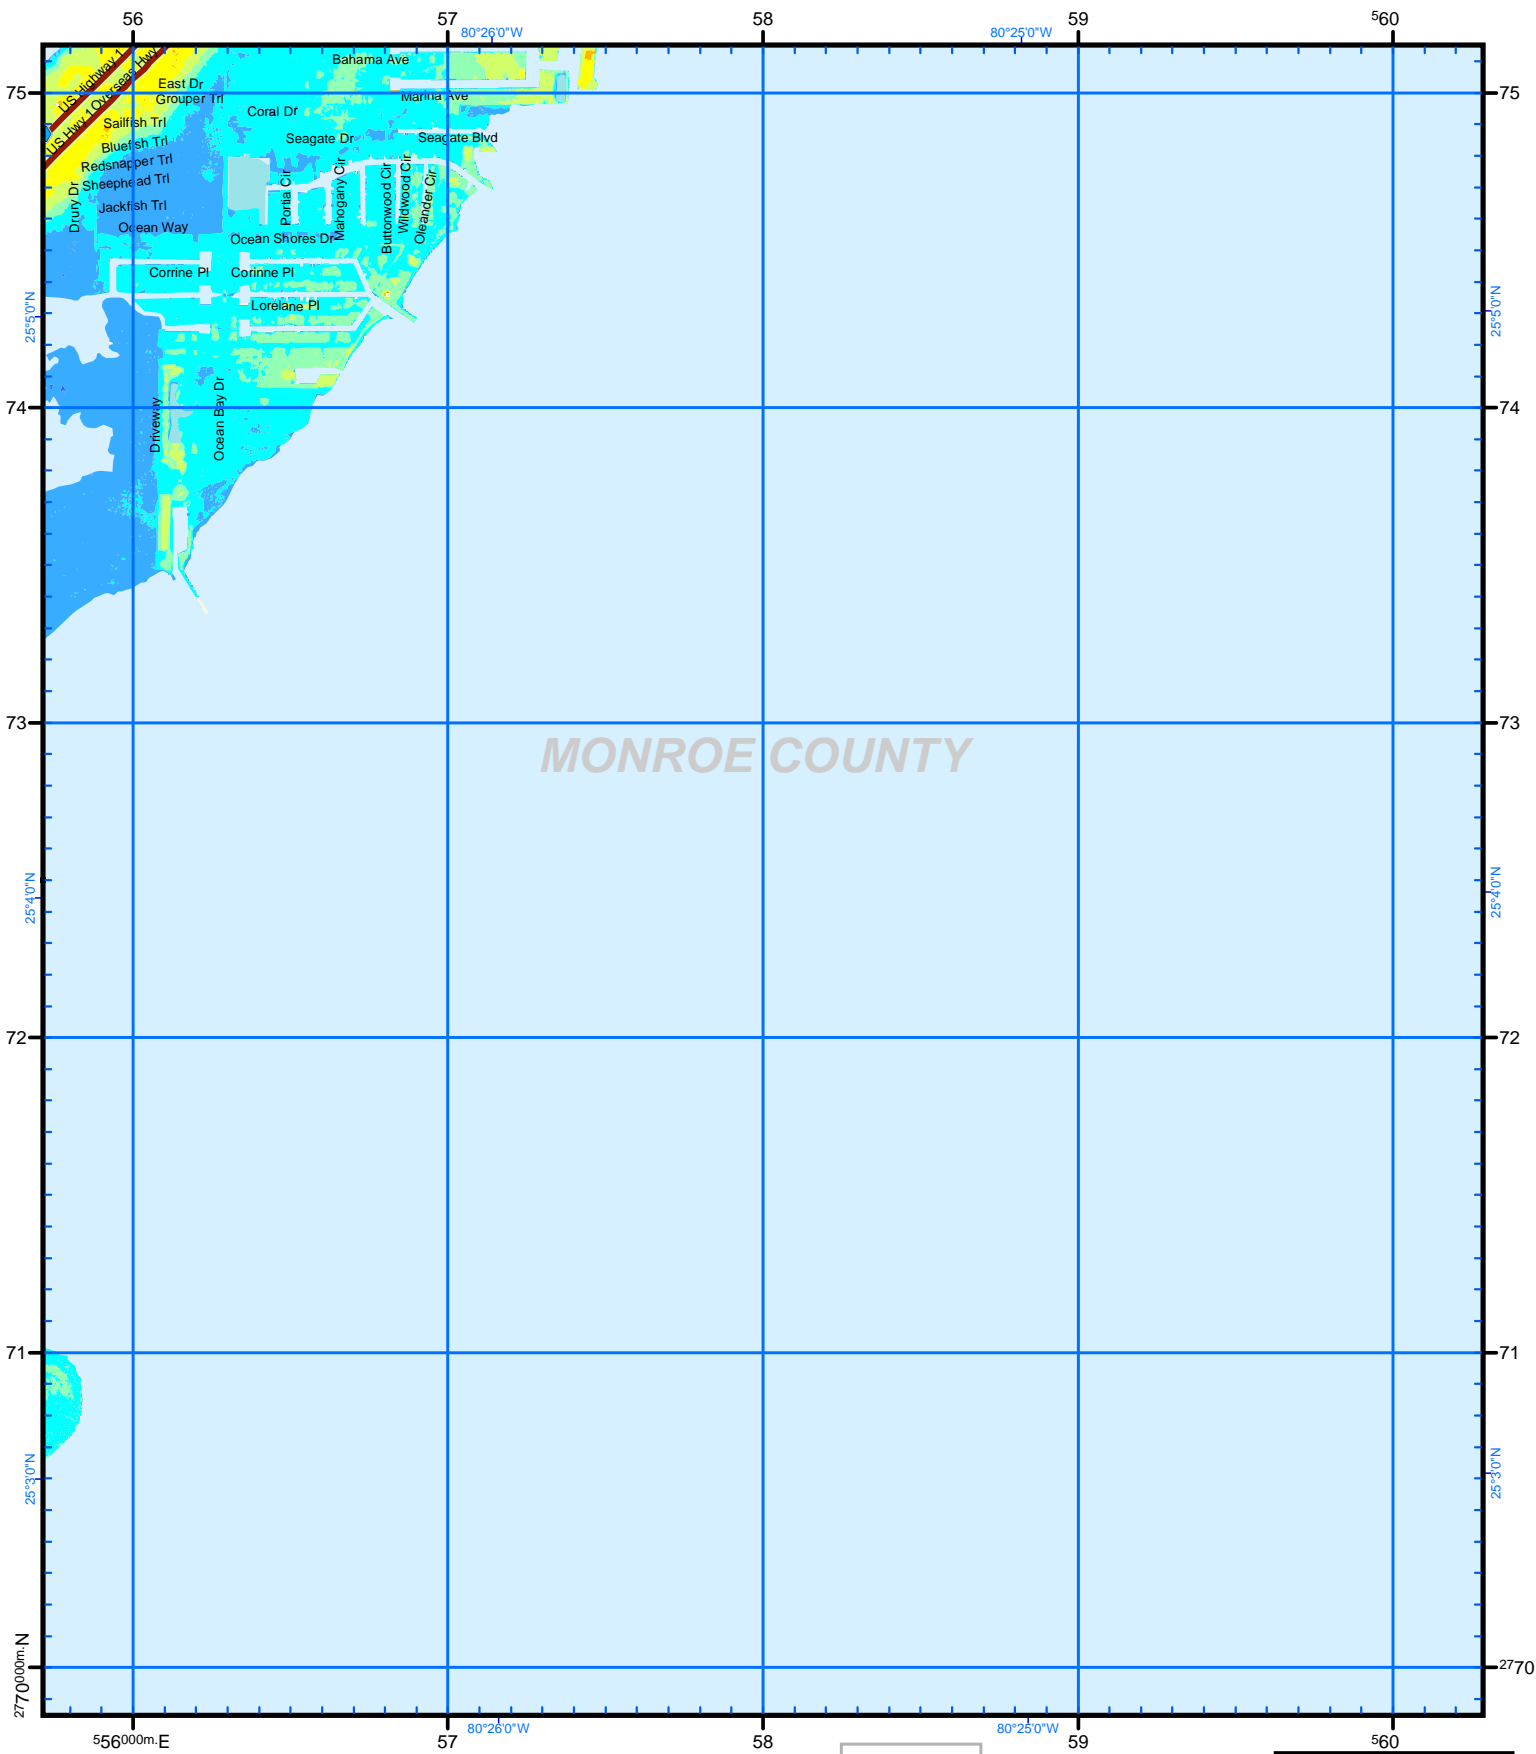 56 57 58 59 560
80°26'0"W 80°25'0"W
US Highway 1
US Hwy 1 Overseas Hwy
Bahama Ave
East Dr
Grouper Trl
Marina Ave
75 75
Coral Dr
Sailfish Trl
Seagate Dr
Seagate Blvd
Bluefish Trl
Redsnapper Trl
Sheephead Trl
Drury Dr
Jackfish Trl
Portia Cir
Mahogany Cir
Buttonwood Cir
Wildwood Cir
Oleander Cir
Ocean Way
Ocean Shores Dr
Corrine Pl
Corinne Pl
Lorelane Pl
25°5'0"N 25°5'0"N
74 74
Driveway
Ocean Bay Dr
73 73
MONROE COUNTY
25°4'0"N 25°4'0"N
72 72
71 71
25°3'0"N 25°3'0"N
2770000m.N 2770
80°26'0"W 80°25'0"W
556000m.E 57 58 59 560